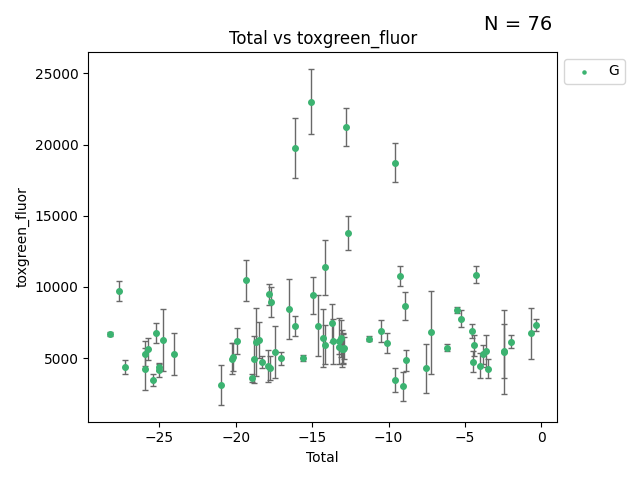 N = 76
Total vs toxgreen_fluor
G
25000
20000
15000
10000
5000
toxgreen_fluor
−25 −20 −15 −10 −5 0
Total